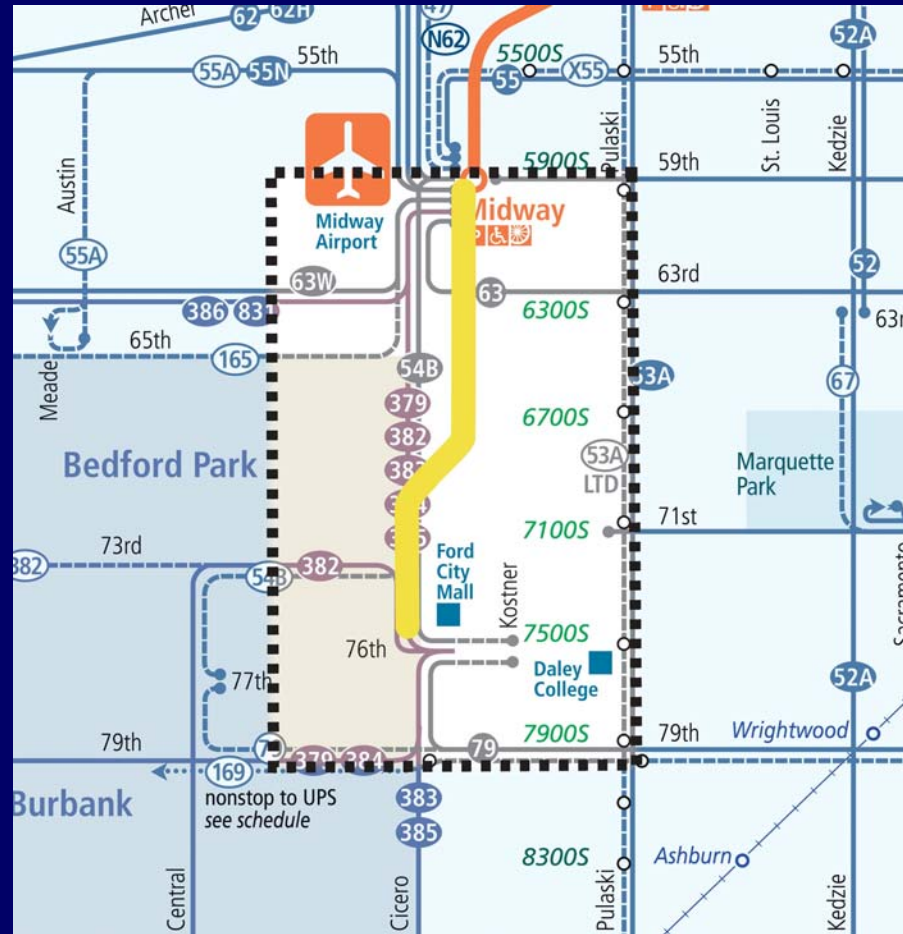 Archer
62
62H
47
N62
55A
55N
55th
5500S
55
X55
55th
52A
Austin
Pulaski
St. Louis
Kedzie
5900S
59th
Midway
Airport
Midway
P
55A
63W
63
63rd
52
386
831
6300S
63r
65th
165
54B
53A
67
Meade
379
382
6700S
Bedford Park
53A
LTD
Marquette
Park
7100S
71st
382
73rd
54B
382
Ford
City
Mall
Kostner
Sacramento
76th
7500S
77th
Daley
College
52A
79th
79
7900S
79th
Wrightwood
169
379
384
nonstop to UPS
see schedule
Burbank
383
385
8300S
Ashburn
Central
Cicero
Pulaski
Kedzie